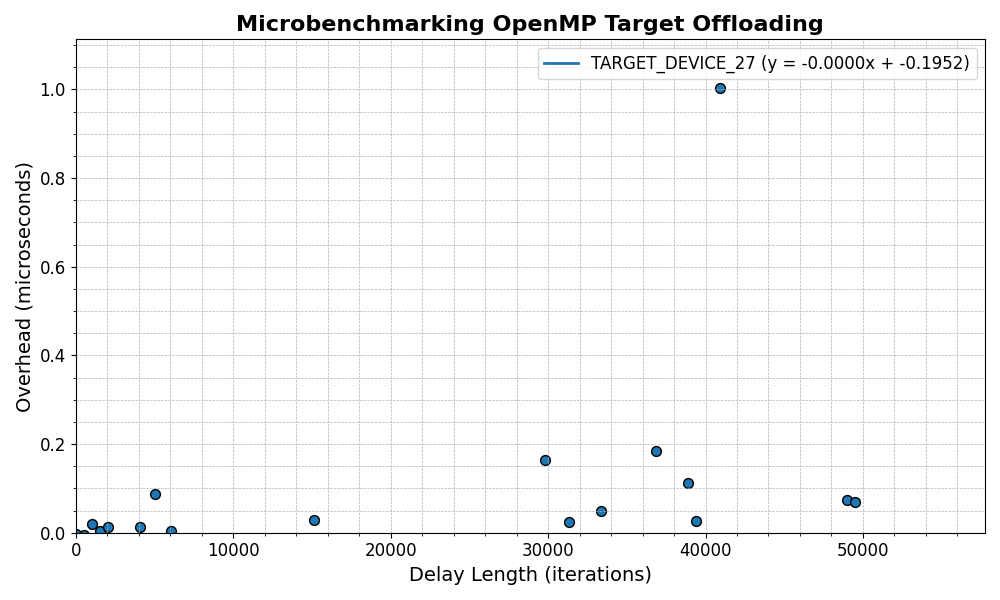 Microbenchmarking OpenMP Target Offloading
TARGET_DEVICE_27 (y = -0.0000x + -0.1952)
Overhead (microseconds)
1.0
0.8
0.6
0.4
0.2
0.0
0 10000 20000 30000 40000 50000
Delay Length (iterations)